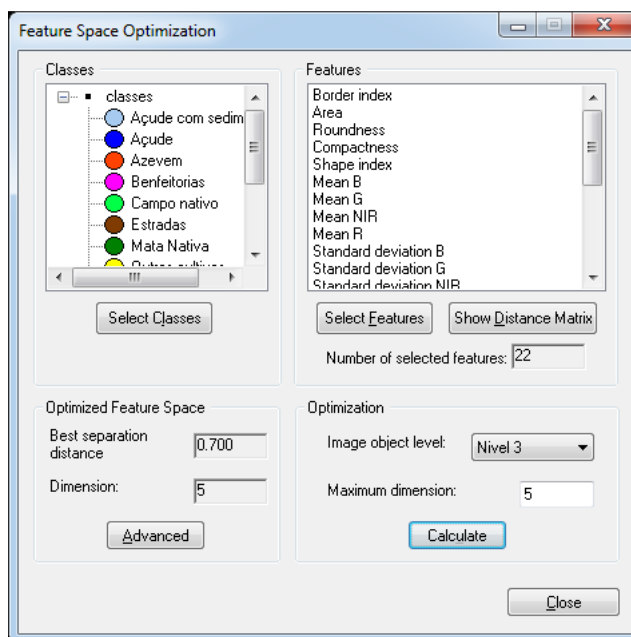 Feature Space Optimization
Classes
classes
Açude com sedim
Açude
Azevem
Benfeitorias
Campo nativo
Estradas
Mata Nativa
Select Classes
Features
Border index
Area
Roundness
Compactness
Shape index
Mean B
Mean G
Mean NIR
Mean R
Standard deviation B
Standard deviation G
Standard deviation NIR
Select Features
Show Distance Matrix
Number of selected features: 22
Optimized Feature Space
Best separation
distance
0.700
Dimension: 5
Advanced
Optimization
Image object level: Nivel 3
Maximum dimension: 5
Calculate
Close